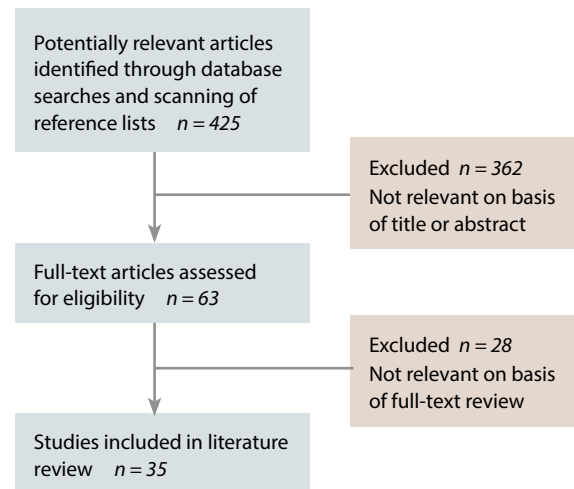 Potentially relevant articles
identified through database
searches and scanning of
reference lists n = 425
Excluded n = 362
Not relevant on basis
of title or abstract
Full-text articles assessed
for eligibility n = 63
Excluded n = 28
Not relevant on basis
of full-text review
Studies included in literature
review n = 35